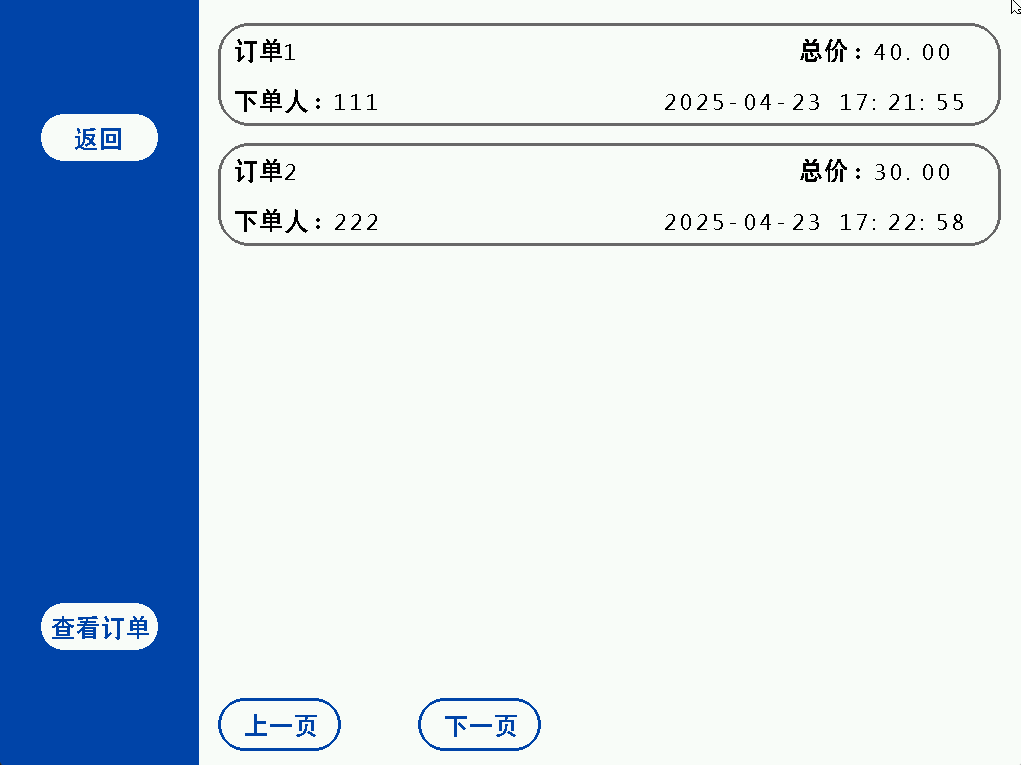 返回
查看订单
订单1 总价：40.00
下单人：111 2025-04-23 17:21:55
订单2 总价：30.00
下单人：222 2025-04-23 17:22:58
上一页 下一页